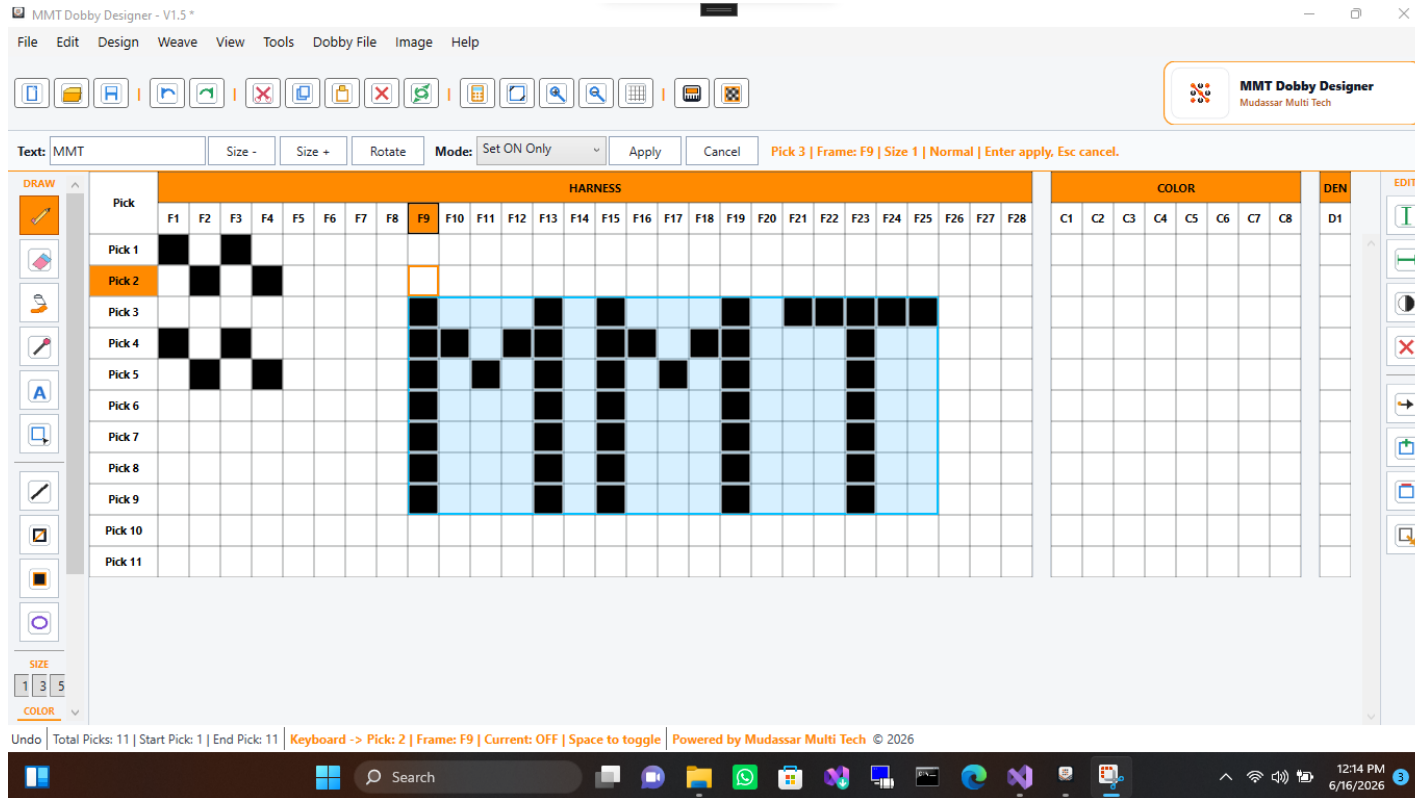 MMT Dobby Designer - V1.5 *
File Edit Design Weave View Tools Dobby File Image Help
MMT Dobby Designer
Mudassar Multi Tech
Text: MMT Size - Size + Rotate Mode: Set ON Only Apply Cancel Pick 3 | Frame: F9 | Size 1 | Normal | Enter apply, Esc cancel.
DRAW Pick HARNESS COLOR DEN EDIT
F1 F2 F3 F4 F5 F6 F7 F8 F9 F10 F11 F12 F13 F14 F15 F16 F17 F18 F19 F20 F21 F22 F23 F24 F25 F26 F27 F28 C1 C2 C3 C4 C5 C6 C7 C8 D1
Pick 1
Pick 2
Pick 3
Pick 4
Pick 5
Pick 6
Pick 7
Pick 8
Pick 9
Pick 10
Pick 11
A
MMT
SIZE
1 3 5
COLOR
Undo Total Picks: 11 | Start Pick: 1 | End Pick: 11 Keyboard -> Pick: 2 | Frame: F9 | Current: OFF | Space to toggle Powered by Mudassar Multi Tech © 2026
Search
12:14 PM
6/16/2026
3